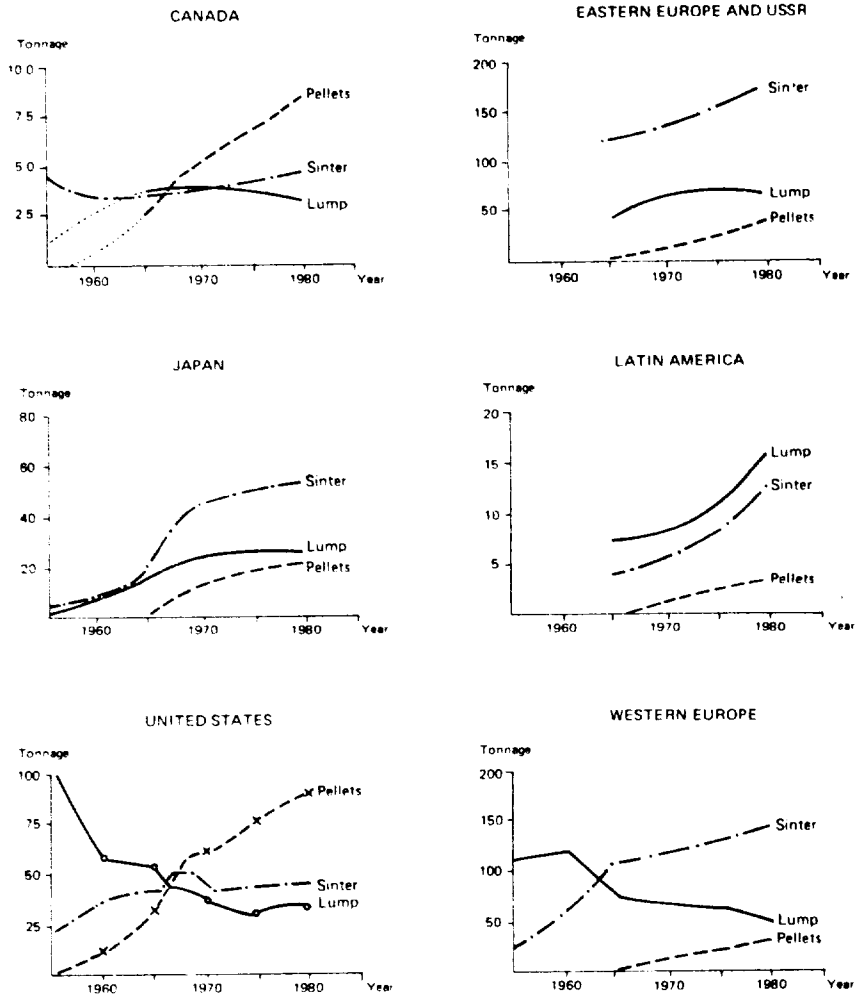 CANADA
Tonnage
10.0
7.5
5.0
2.5
Pellets
Sinter
Lump
1960 1970 1980 Year
EASTERN EUROPE AND USSR
Tonnage
200
150
100
50
Sinter
Lump
Pellets
1960 1970 1980 Year
JAPAN
Tonnage
80
60
40
20
Sinter
Lump
Pellets
1960 1970 1980 Year
LATIN AMERICA
Tonnage
20
15
10
5
Lump
Sinter
Pellets
1960 1970 1980 Year
UNITED STATES
Tonnage
100
75
50
25
Pellets
Sinter
Lump
1960 1970 1980 Year
WESTERN EUROPE
Tonnage
200
150
100
50
Sinter
Lump
Pellets
1960 1970 1980 Year